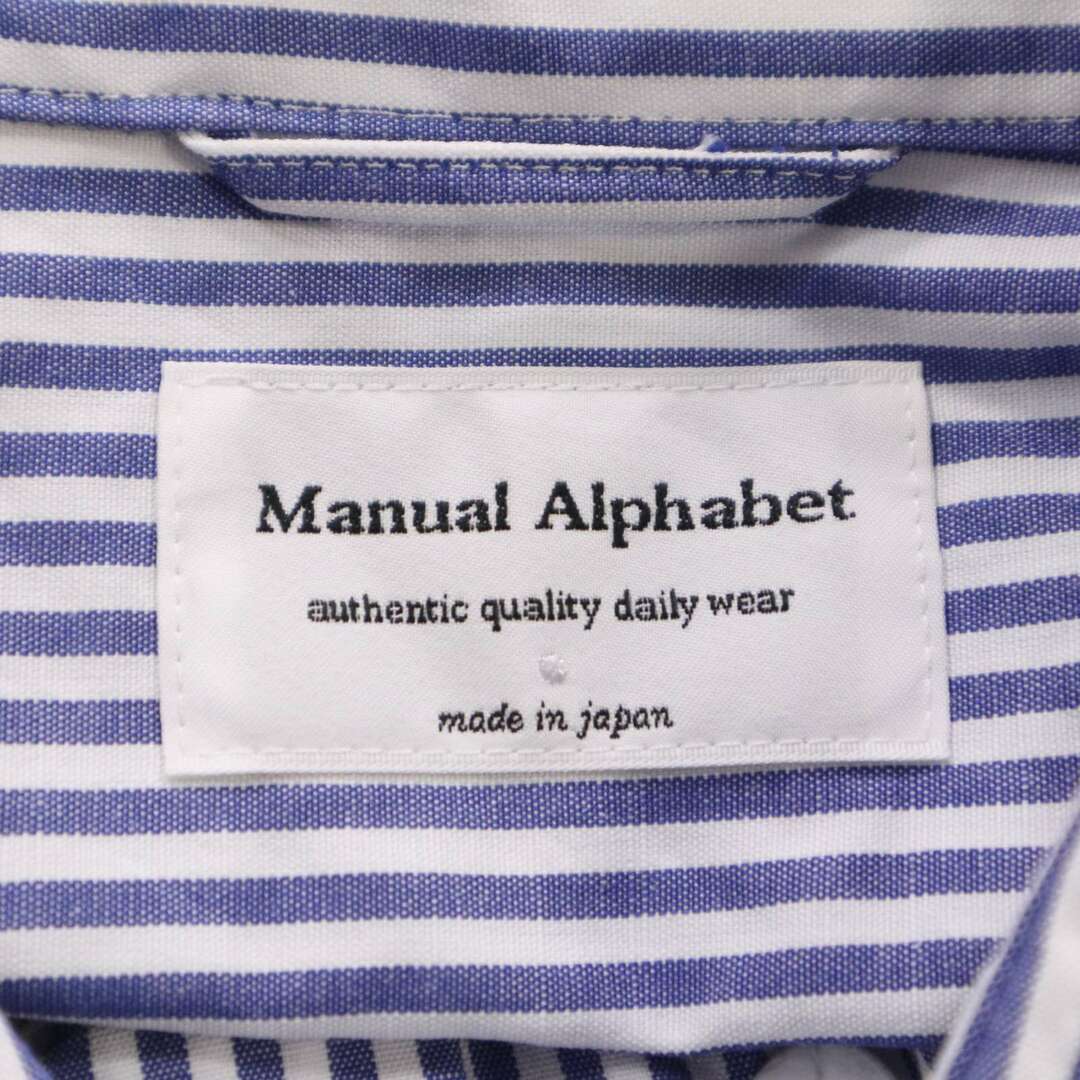 Manual Alphabet
authentic quality daily wear
made in japan